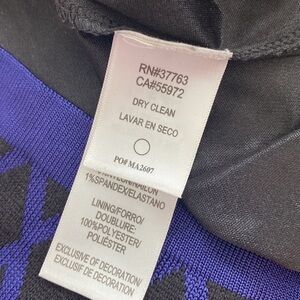 RN#37763
CA#55972
DRY CLEAN
LAVAR EN SECO
PO# MA2607
1%SPANDEX/ELASTANO
LINING/FORRO/
DOUBLURE:
100%POLYESTER/
POLIÉSTER
EXCLUSIVE OF DECORATION/
EXCLUSIF DE DECORATION/